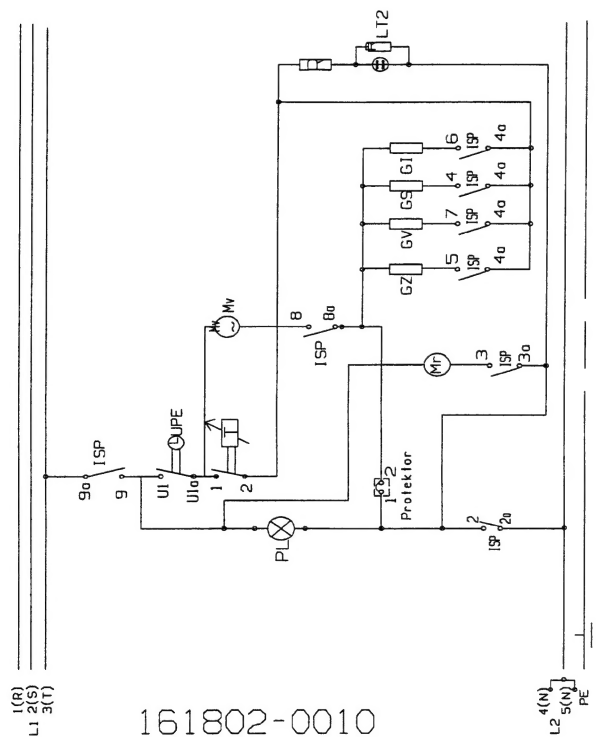 LT2
6
ISP
4a
GI
4
ISP
4a
GS
7
ISP
4a
GV
5
ISP
4a
GZ
Mv
8
8a
ISP
Mr
3
ISP
3a
ISP
9a
9
UPE
U1
U1a
T
1
2
1 2
Protektor
PL
2
ISP
2a
1(R)
L1 2(S)
3(T)
4(N)
L2 5(N)
PE
161802-0010